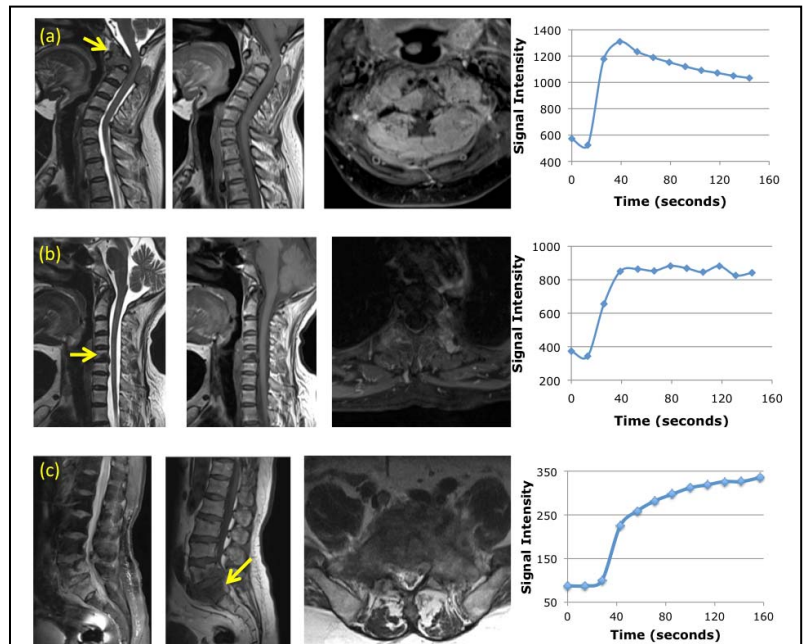 (a)
Signal Intensity
1400
1200
1000
800
600
400
0 40 80 120 160
Time (seconds)
(b)
Signal Intensity
1000
800
600
400
200
0 40 80 120 160
Time (seconds)
(c)
Signal Intensity
350
250
150
50
0 40 80 120 160
Time (seconds)